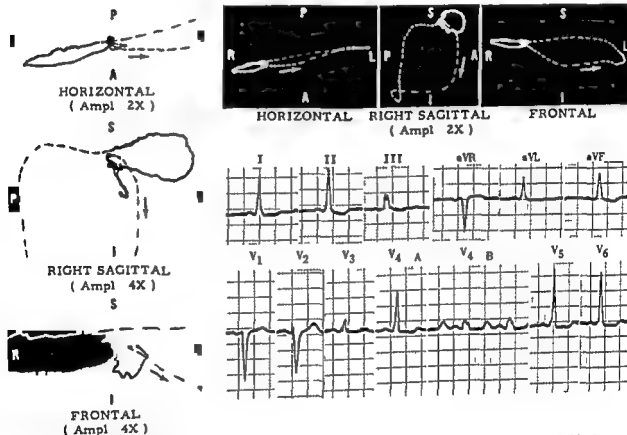 P
A
HORIZONTAL
( Ampl 2X )
S
P
I
RIGHT SAGITTAL
( Ampl 4X )
S
R
I
FRONTAL
( Ampl 4X )
P
R L
A
HORIZONTAL
S
P A
I
RIGHT SAGITTAL
( Ampl 2X )
S
R L
I
FRONTAL
I II III aVR aVL aVF
V1 V2 V3 V4 A V4 B V5 V6